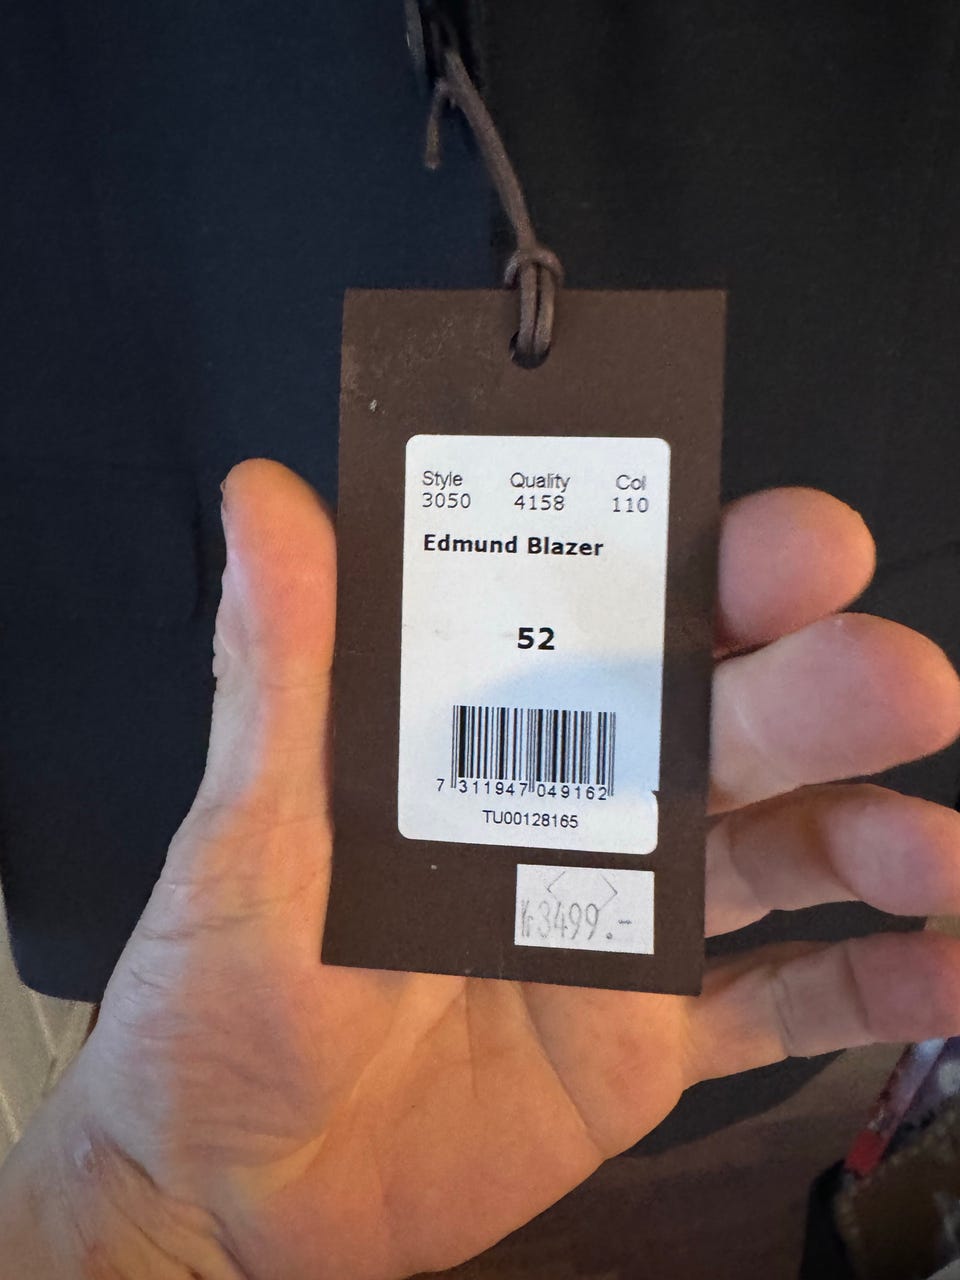 Style Quality Col
3050 4158 110
Edmund Blazer
52
7 311947 049162
TU00128165
kr3499.-